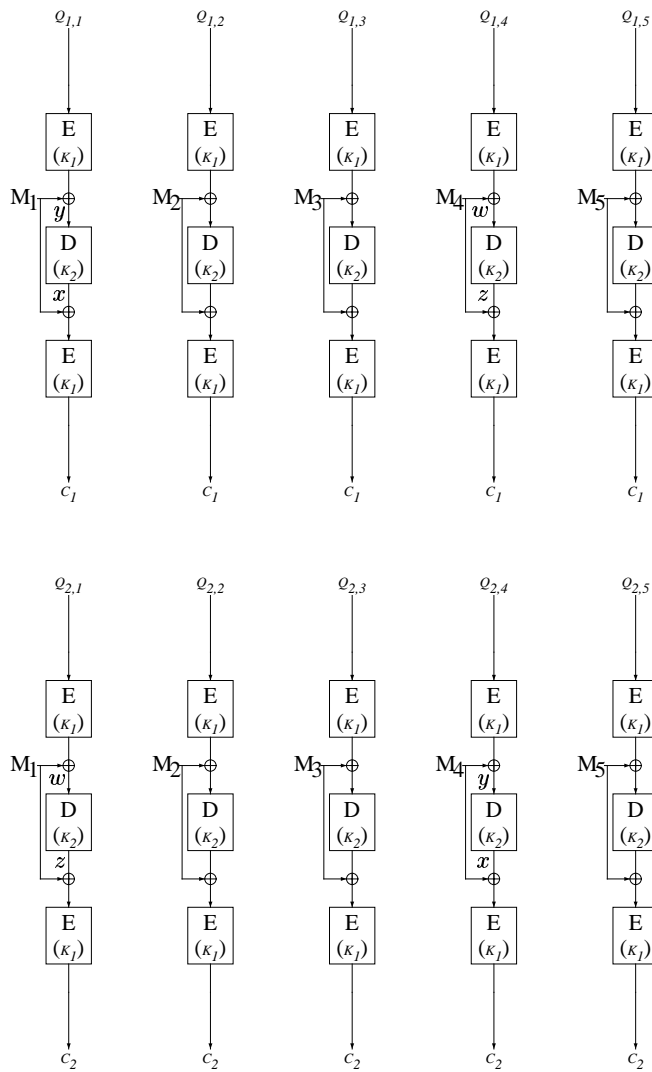 Q1,1 Q1,2 Q1,3 Q1,4 Q1,5
E E E E E
(K1) (K1) (K1) (K1) (K1)
M1 M2 M3 M4 M5
y w
D D D D D
(K2) (K2) (K2) (K2) (K2)
x z
E E E E E
(K1) (K1) (K1) (K1) (K1)
C1 C1 C1 C1 C1
Q2,1 Q2,2 Q2,3 Q2,4 Q2,5
E E E E E
(K1) (K1) (K1) (K1) (K1)
M1 M2 M3 M4 M5
w y
D D D D D
(K2) (K2) (K2) (K2) (K2)
z x
E E E E E
(K1) (K1) (K1) (K1) (K1)
C2 C2 C2 C2 C2